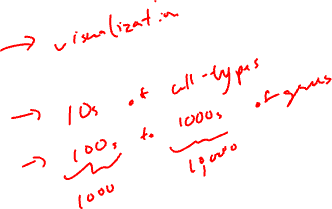 → visualization
→ 10s of cell-types
→ 100s to 1000s of genes
1000 10,000